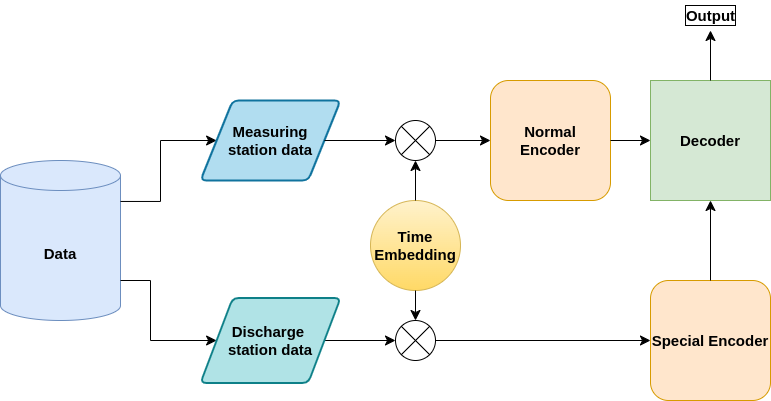 Output
Measuring
station data
Normal
Encoder
Decoder
Data
Time
Embedding
Discharge
station data
Special Encoder